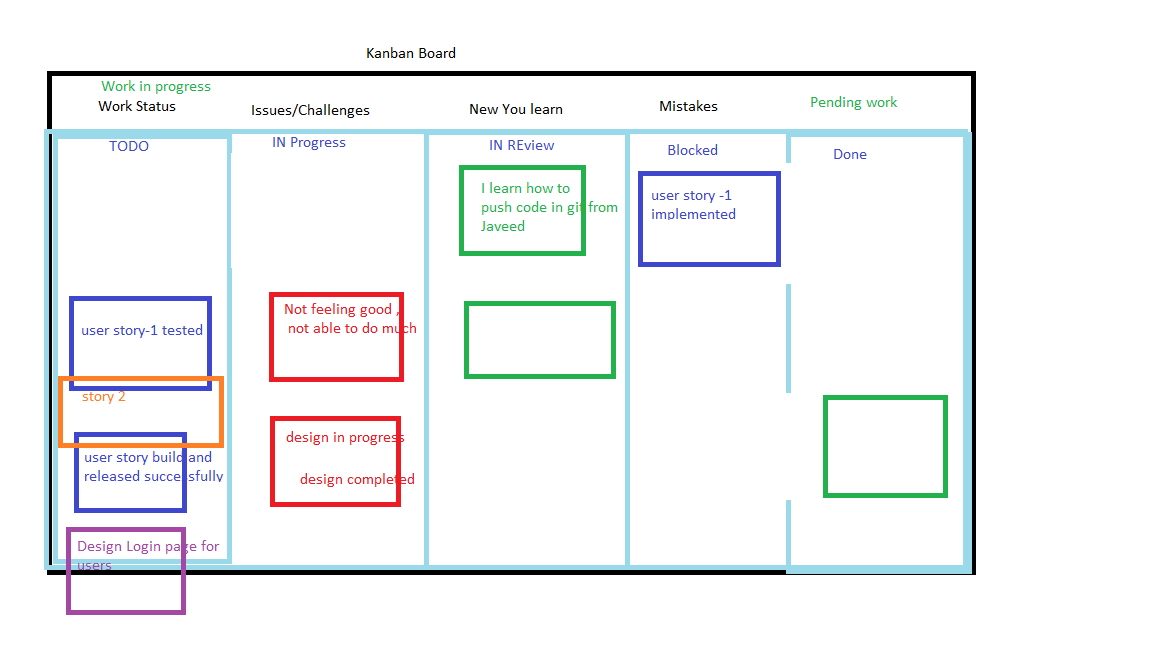 Kanban Board
Work in progress
Work Status
Issues/Challenges
New You learn
Mistakes
Pending work
TODO
IN Progress
IN REview
Blocked
Done
user story-1 tested
story 2
user story build and
released successfully
Design Login page for
users
Not feeling good ,
not able to do much
design in progress
design completed
I learn how to
push code in git from
Javeed
user story -1
implemented